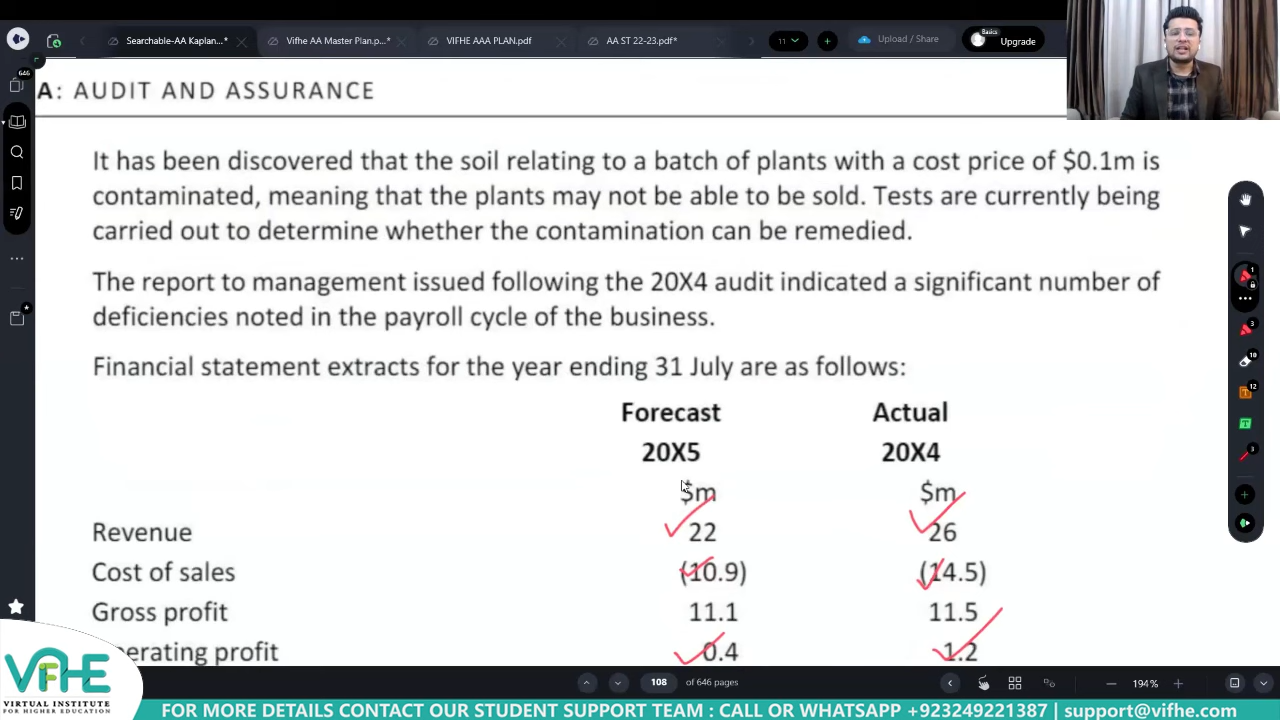 Searchable-AA Kaplan...*
Vifhe AA Master Plan.p...*
VIFHE AAA PLAN.pdf
AA ST 22-23.pdf*
11
Upload / Share
Basics
Upgrade
646
A: AUDIT AND ASSURANCE
It has been discovered that the soil relating to a batch of plants with a cost price of $0.1m is
contaminated, meaning that the plants may not be able to be sold. Tests are currently being
carried out to determine whether the contamination can be remedied.
The report to management issued following the 20X4 audit indicated a significant number of
deficiencies noted in the payroll cycle of the business.
Financial statement extracts for the year ending 31 July are as follows:
Forecast Actual
20X5 20X4
$m $m
Revenue 22 26
Cost of sales (10.9) (14.5)
Gross profit 11.1 11.5
erating profit 0.4 1.2
1
3
10
12
3
108 of 646 pages
194%
VIFHE
VIRTUAL INSTITUTE
FOR HIGHER EDUCATION
FOR MORE DETAILS CONTACT OUR STUDENT SUPPORT TEAM : CALL OR WHATSAPP +923249221387 | support@vifhe.com